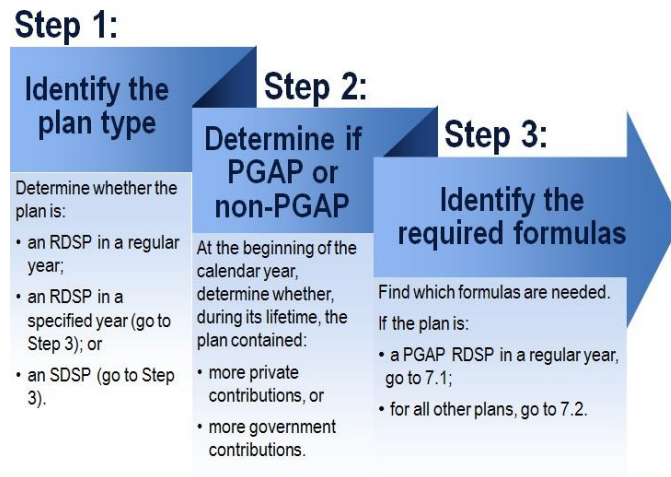 Step 1:
Identify the
plan type
Determine whether the
plan is:
• an RDSP in a regular
year;
• an RDSP in a
specified year (go to
Step 3); or
• an SDSP (go to Step
3).
Step 2:
Determine if
PGAP or
non-PGAP
At the beginning of the
calendar year,
determine whether,
during its lifetime, the
plan contained:
• more private
contributions, or
• more government
contributions.
Step 3:
Identify the
required formulas
Find which formulas are needed.
If the plan is:
• a PGAP RDSP in a regular year,
go to 7.1;
• for all other plans, go to 7.2.